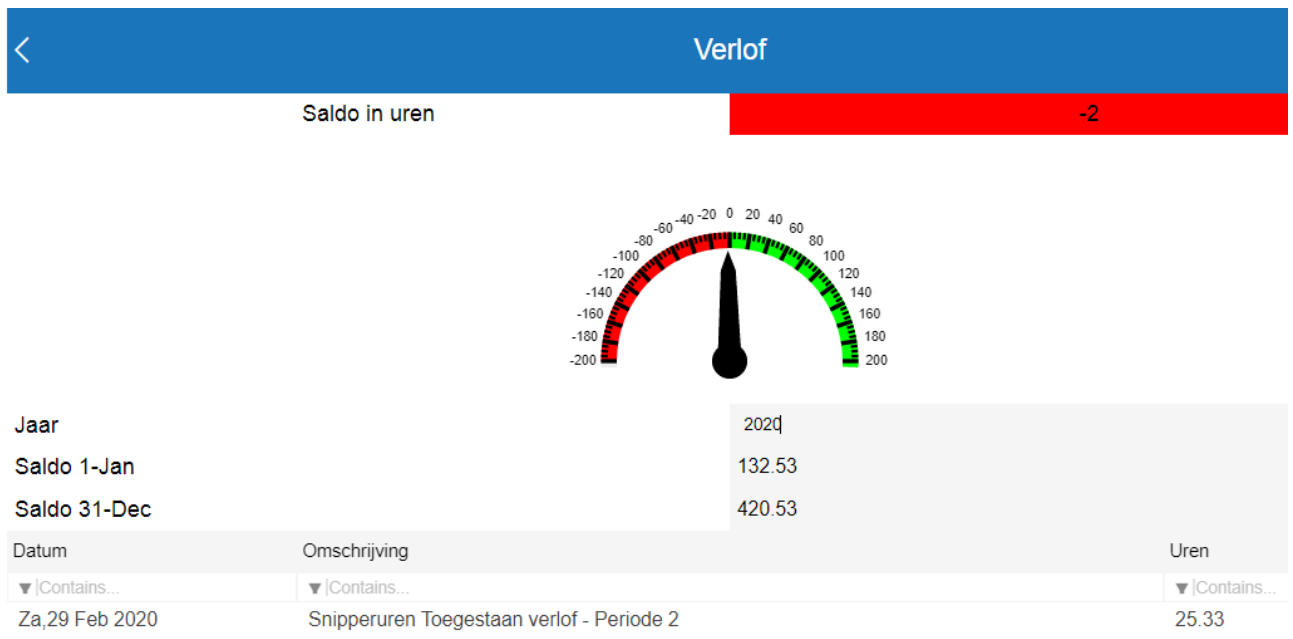 Verlof
Saldo in uren -2
-200 -180 -160 -140 -120 -100 -80 -60 -40 -20 0 20 40 60 80 100 120 140 160 180 200
Jaar 2020
Saldo 1-Jan 132.53
Saldo 31-Dec 420.53
Datum Omschrijving Uren
Contains... Contains... Contains...
Za,29 Feb 2020 Snipperuren Toegestaan verlof - Periode 2 25.33